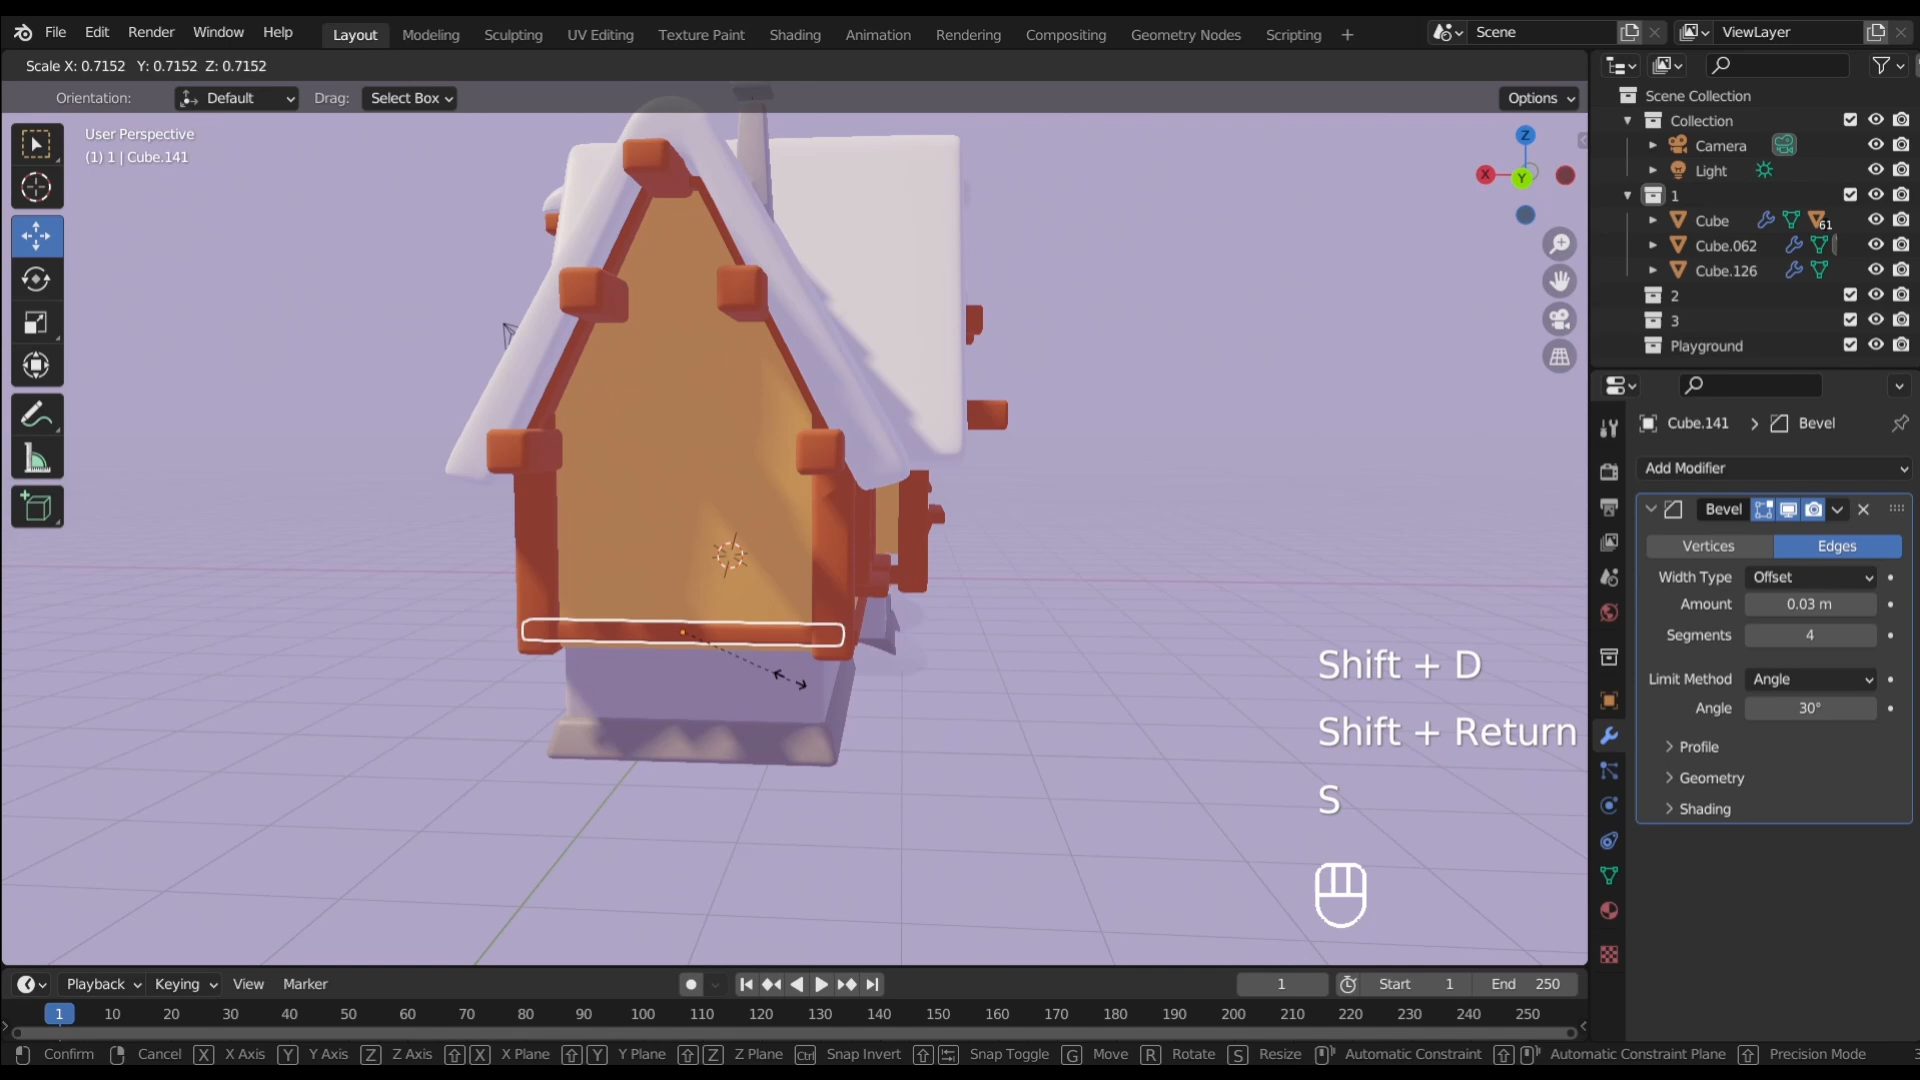 File Edit Render Window Help Layout Modeling Sculpting UV Editing Texture Paint Shading Animation Rendering Compositing Geometry Nodes Scripting + Scene ViewLayer
Scale X: 0.7152 Y: 0.7152 Z: 0.7152
Orientation: Default Drag: Select Box Options
User Perspective
(1) 1 | Cube.141
Z
X
Y
Scene Collection
Collection
Camera
Light
1
Cube 61
Cube.062
Cube.126
2
3
Playground
Cube.141 > Bevel
Add Modifier
Bevel
Vertices Edges
Width Type Offset
Amount 0.03 m
Segments 4
Limit Method Angle
Angle 30°
Profile
Geometry
Shading
Shift + D
Shift + Return
S
Playback Keying View Marker 1 Start 1 End 250
1 10 20 30 40 50 60 70 80 90 100 110 120 130 140 150 160 170 180 190 200 210 220 230 240 250
Confirm Cancel X X Axis Y Y Axis Z Z Axis X X Plane Y Y Plane Z Z Plane Ctrl Snap Invert Snap Toggle G Move R Rotate S Resize Automatic Constraint Automatic Constraint Plane Precision Mode